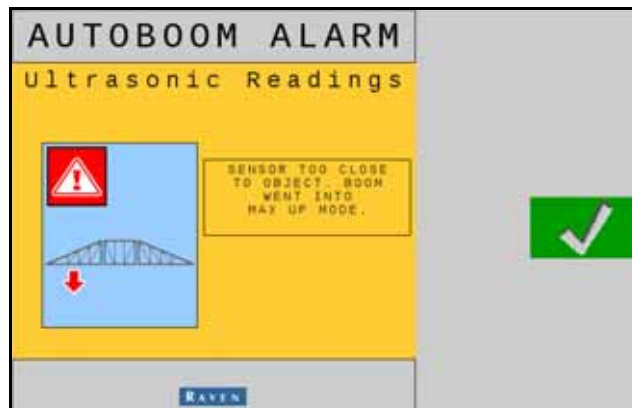 AUTOBOOM ALARM
Ultrasonic Readings
SENSOR TOO CLOSE
TO OBJECT. BOOM
WENT INTO
MAX UP MODE.
RAVEN